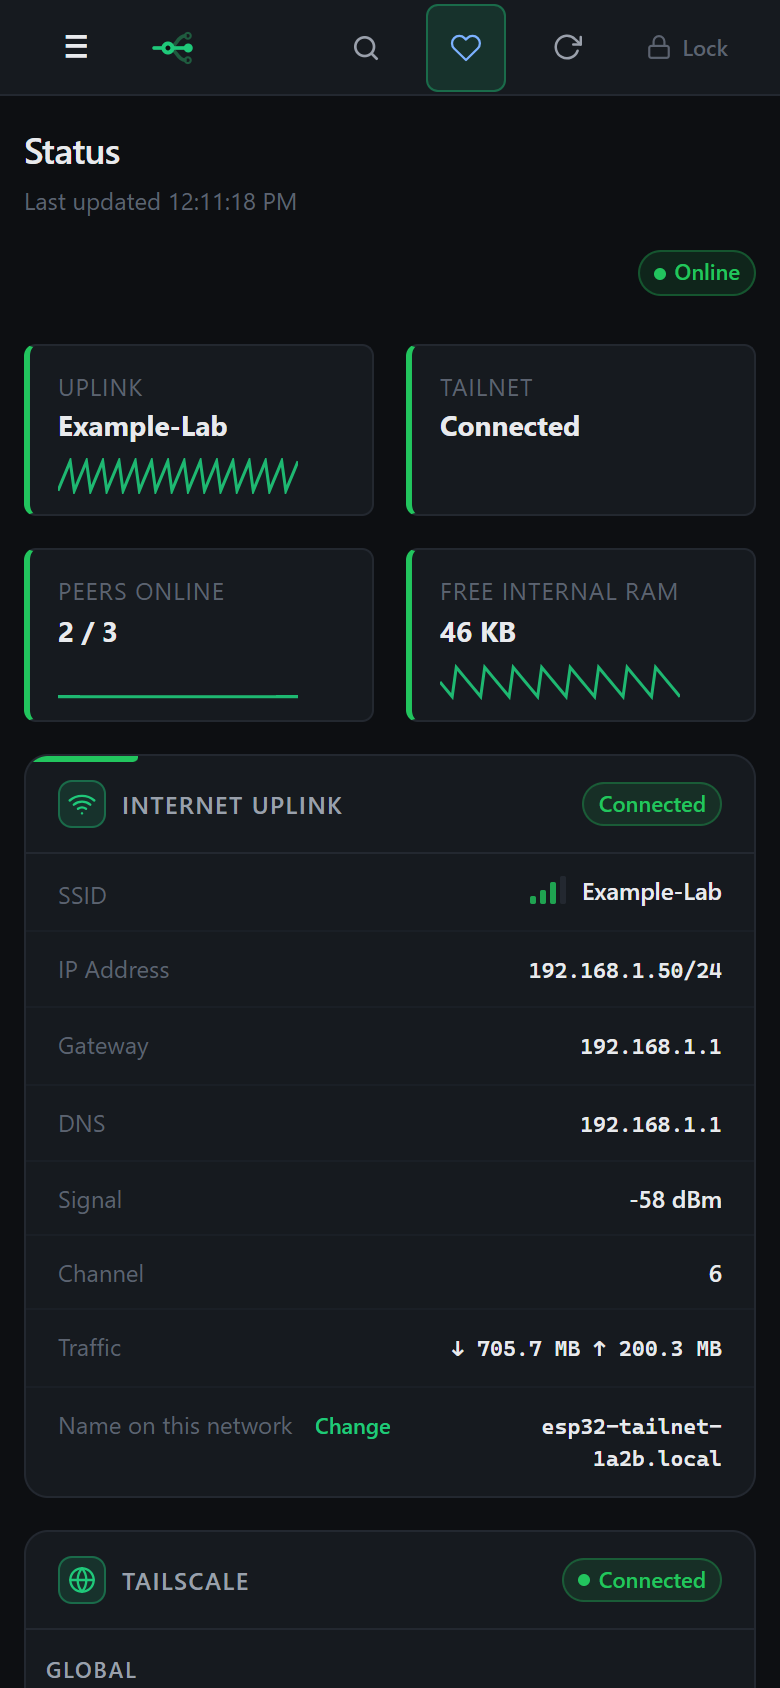 Lock
Status
Last updated 12:11:18 PM
Online
UPLINK
Example-Lab
TAILNET
Connected
PEERS ONLINE
2 / 3
FREE INTERNAL RAM
46 KB
INTERNET UPLINK
Connected
SSID
Example-Lab
IP Address
192.168.1.50/24
Gateway
192.168.1.1
DNS
192.168.1.1
Signal
-58 dBm
Channel
6
Traffic
↓ 705.7 MB ↑ 200.3 MB
Name on this network Change
esp32-tailnet-
1a2b.local
TAILSCALE
Connected
GLOBAL